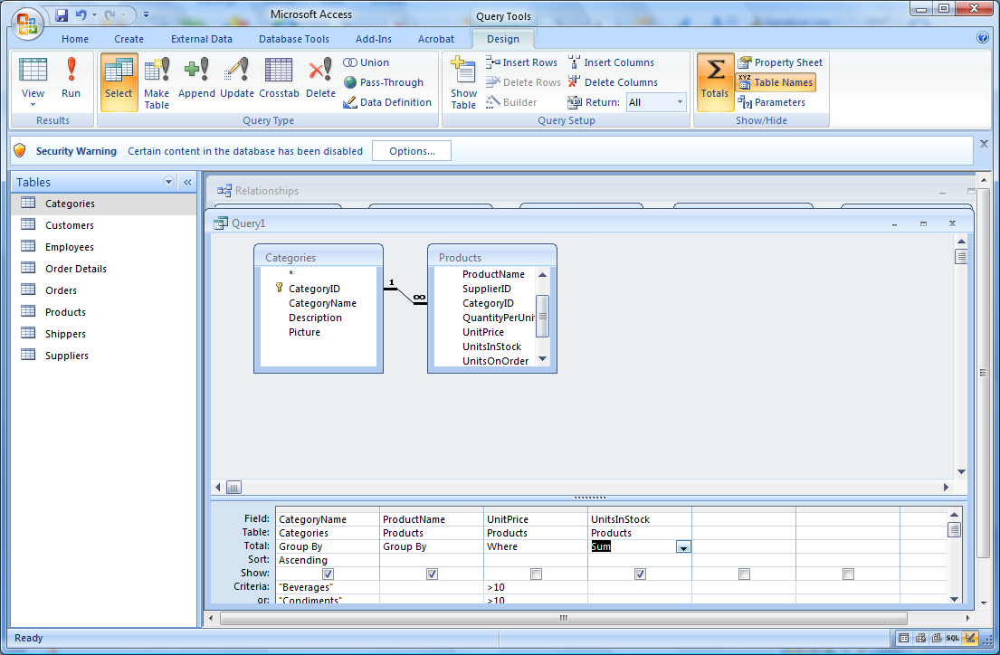 Microsoft Access
Query Tools
Home Create External Data Database Tools Add-Ins Acrobat Design
View Run
Results
Select Make Table Append Update Crosstab Delete
Union
Pass-Through
Data Definition
Query Type
Show Table
Insert Rows
Delete Rows
Builder
Insert Columns
Delete Columns
Return: All
Query Setup
Totals
Property Sheet
XYZ Table Names
Parameters
Show/Hide
Security Warning Certain content in the database has been disabled Options...
Tables
Categories
Customers
Employees
Order Details
Orders
Products
Shippers
Suppliers
Relationships
Query1
Categories
*
CategoryID
CategoryName
Description
Picture
1 ∞
Products
ProductName
SupplierID
CategoryID
QuantityPerUni
UnitPrice
UnitsInStock
UnitsOnOrder
Field: CategoryName ProductName UnitPrice UnitsInStock
Table: Categories Products Products Products
Total: Group By Group By Where Sum
Sort: Ascending
Show:
Criteria: "Beverages" >10
or: "Condiments" >10
Ready
SQL